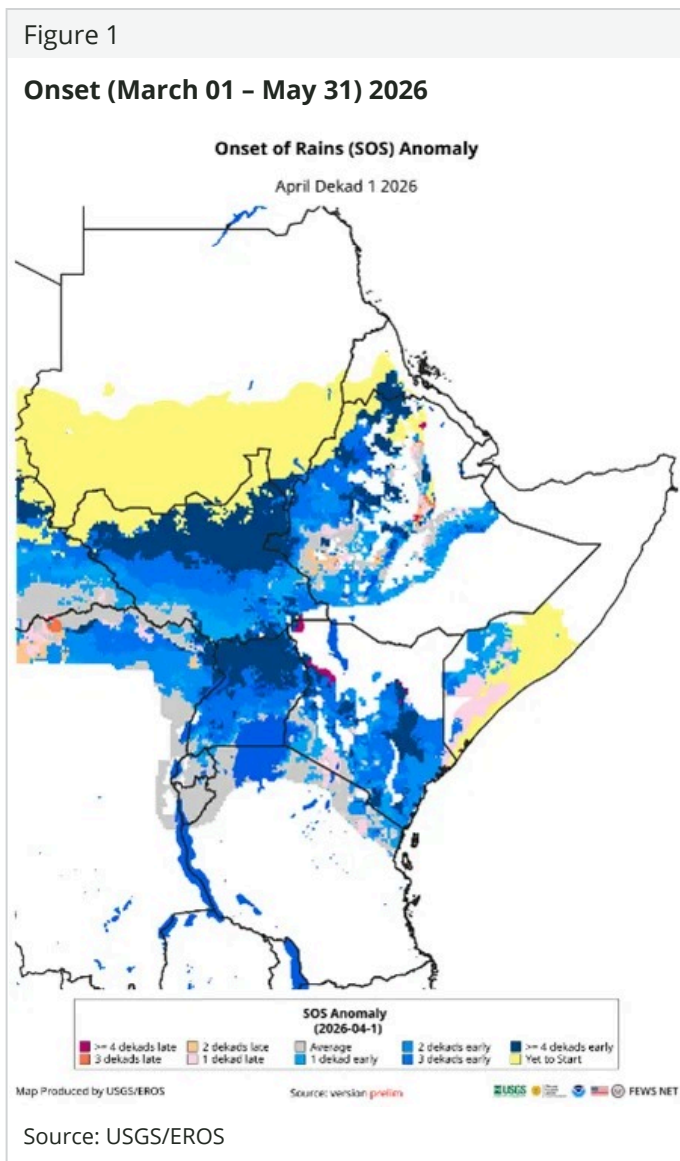 Figure 1
Onset (March 01 – May 31) 2026
Onset of Rains (SOS) Anomaly
April Dekad 1 2026
SOS Anomaly
(2026-04-1)
>= 4 dekads late 2 dekads late Average 2 dekads early >= 4 dekads early
3 dekads late 1 dekad late 1 dekad early 3 dekads early Yet to Start
Map Produced by USGS/EROS Source: version prelim USGS FEWS NET
Source: USGS/EROS